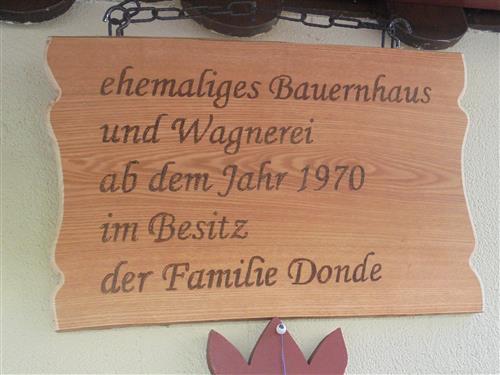 ehemaliges Bauernhaus
und Wagnerei
ab dem Jahr 1970
im Besitz
der Familie Donde